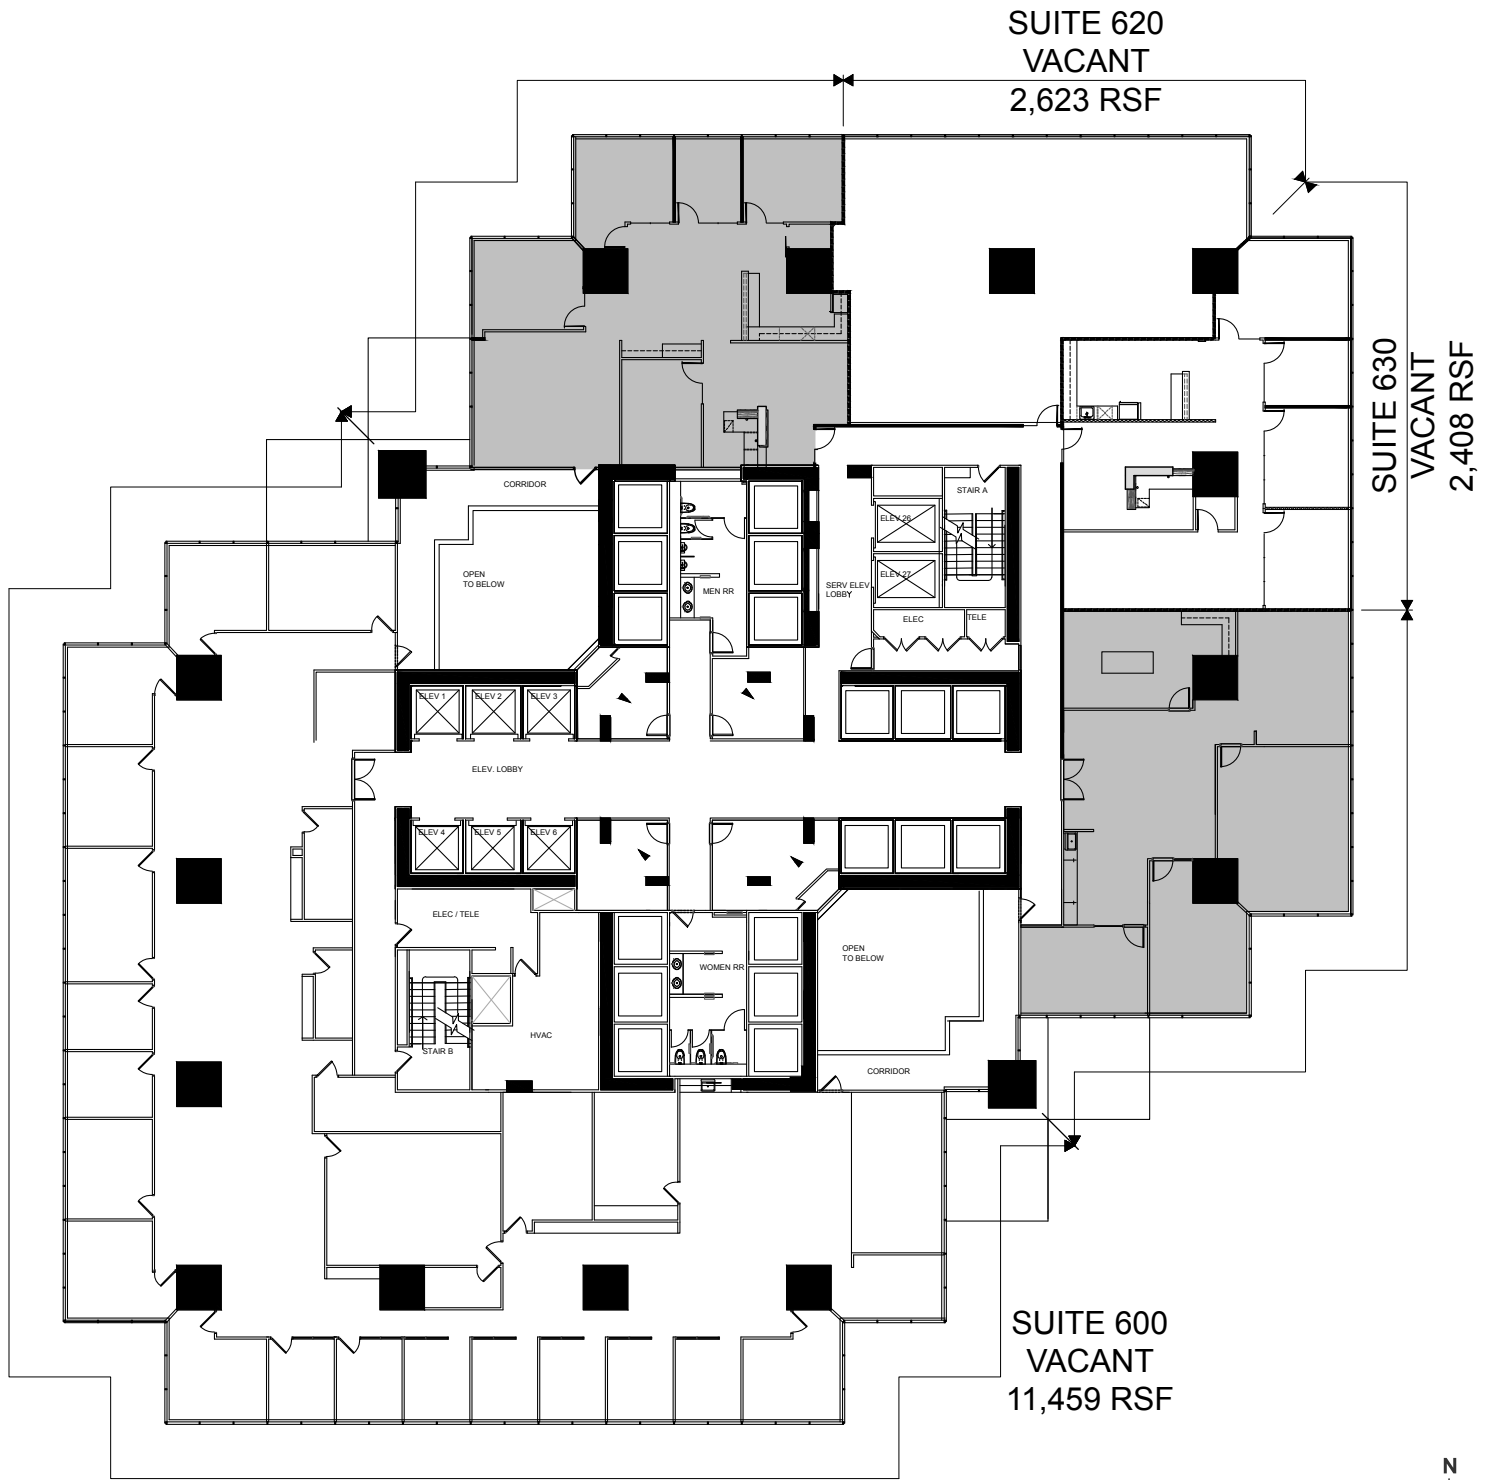 SUITE 620
VACANT
2,623 RSF
SUITE 630
VACANT
2,408 RSF
CORRIDOR
STAIR A
ELEV 26
OPEN
TO BELOW
ELEV 27
SERV ELEV
LOBBY
MEN RR
ELEC
TELE
ELEV 1
ELEV 2
ELEV 3
ELEV. LOBBY
ELEV 4
ELEV 5
ELEV 6
ELEC / TELE
OPEN
TO BELOW
WOMEN RR
HVAC
STAIR B
CORRIDOR
SUITE 600
VACANT
11,459 RSF
N